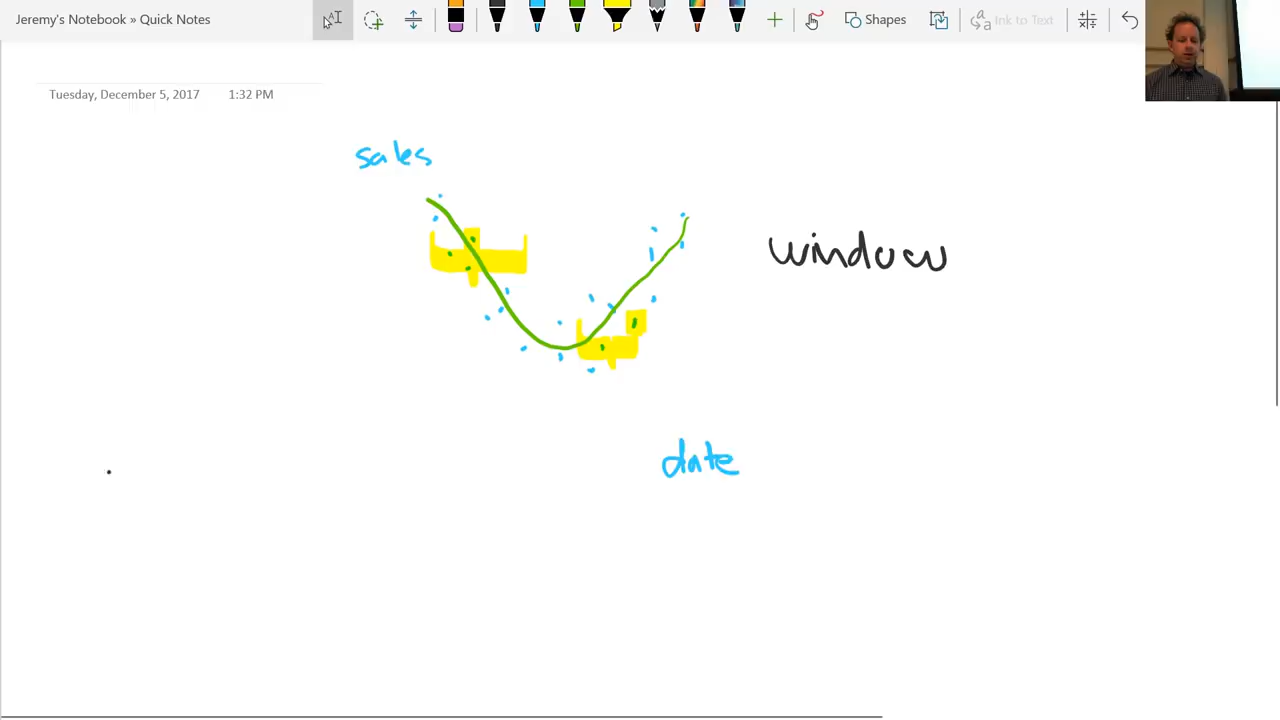 Jeremy's Notebook » Quick Notes
Shapes
Ink to Text
Tuesday, December 5, 2017 1:32 PM
sales
window
date